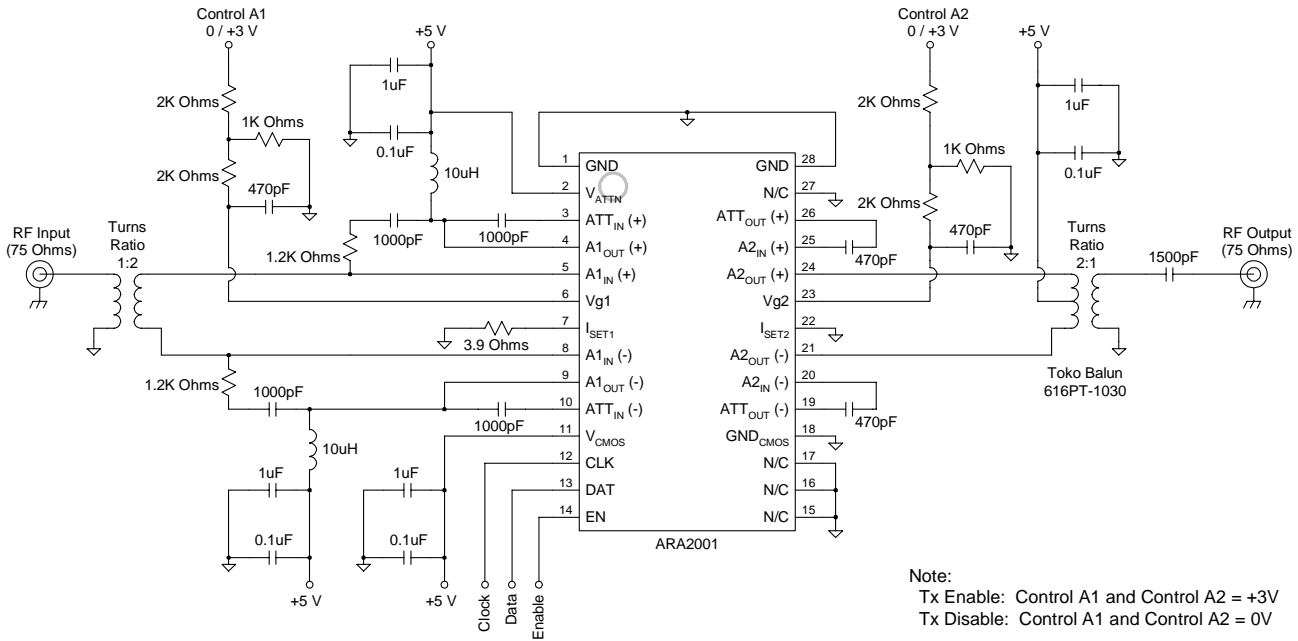 Control A1
0 / +3 V
+5 V
Control A2
0 / +3 V
+5 V
1uF
2K Ohms
1K Ohms
0.1uF
2K Ohms
470pF
10uH
2K Ohms
1K Ohms
2K Ohms
470pF
1uF
0.1uF
RF Input
(75 Ohms)
Turns
Ratio
1:2
1.2K Ohms
1000pF
1000pF
1 GND
2 VATTN
3 ATTIN (+)
4 A1OUT (+)
5 A1IN (+)
6 Vg1
7 ISET1
8 A1IN (-)
9 A1OUT (-)
10 ATTIN (-)
11 VCMOS
12 CLK
13 DAT
14 EN
GND 28
N/C 27
ATTOUT (+) 26
A2IN (+) 25
A2OUT (+) 24
Vg2 23
ISET2 22
A2OUT (-) 21
A2IN (-) 20
ATTOUT (-) 19
GNDCMOS 18
N/C 17
N/C 16
N/C 15
ARA2001
470pF
470pF
Turns
Ratio
2:1
1500pF
RF Output
(75 Ohms)
Toko Balun
616PT-1030
3.9 Ohms
1.2K Ohms
1000pF
1000pF
10uH
1uF
0.1uF
+5 V
1uF
0.1uF
+5 V
Clock
Data
Enable
Note:
Tx Enable: Control A1 and Control A2 = +3V
Tx Disable: Control A1 and Control A2 = 0V